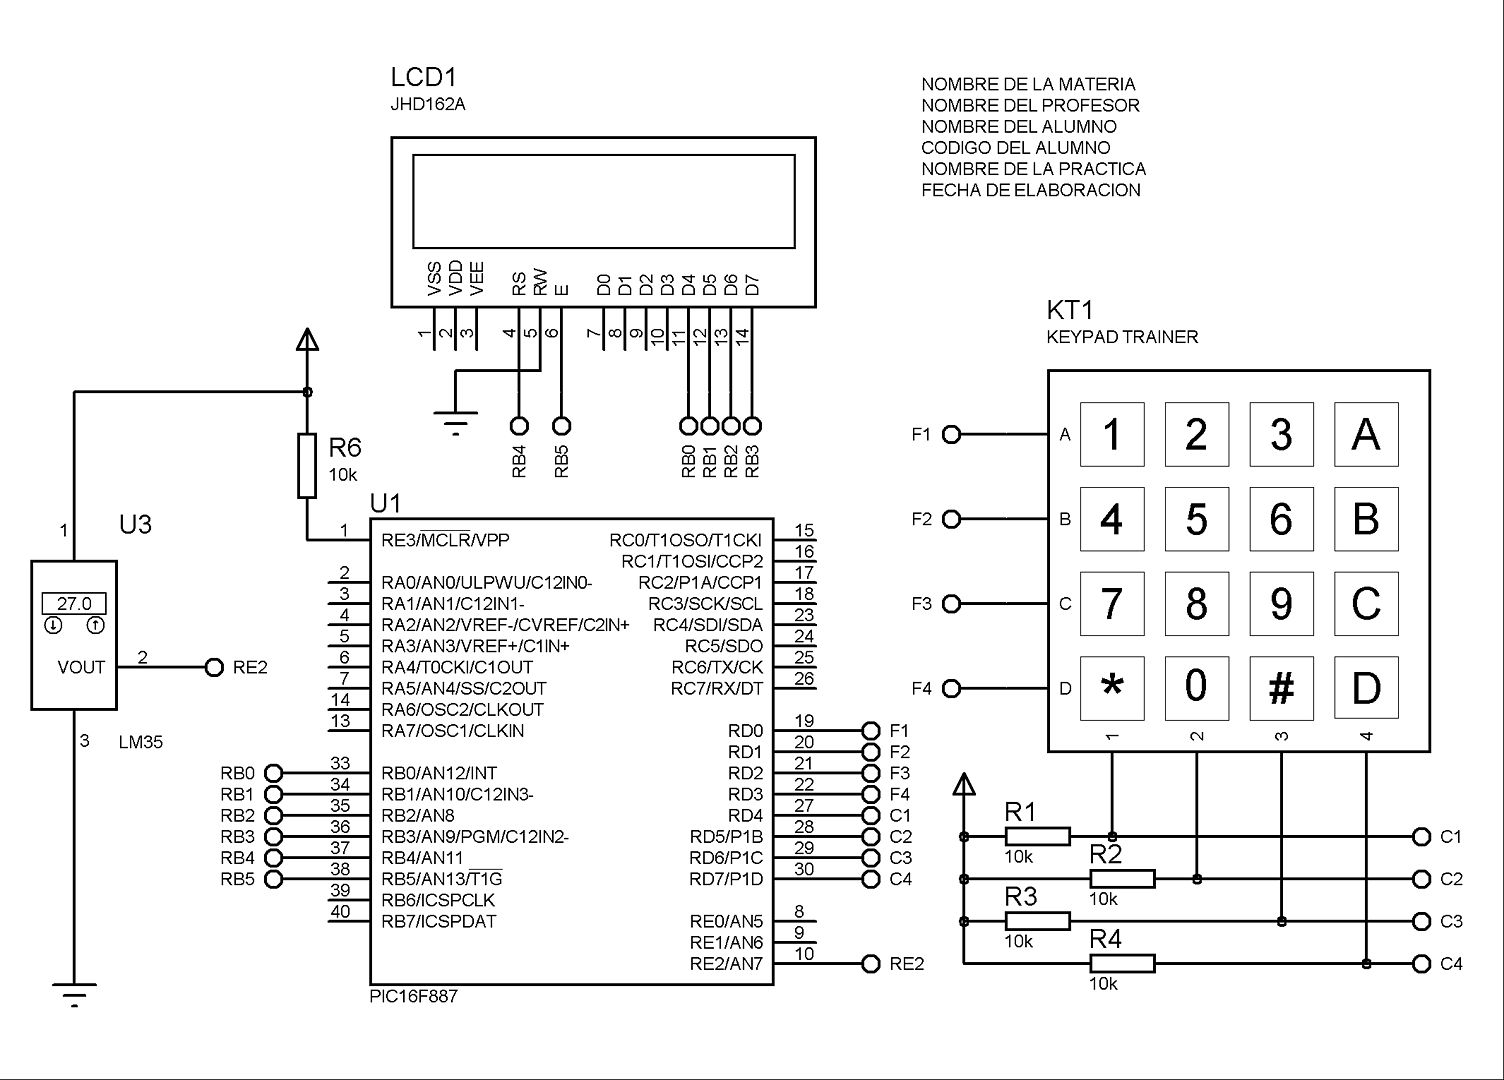 LCD1
JHD162A
NOMBRE DE LA MATERIA
NOMBRE DEL PROFESOR
NOMBRE DEL ALUMNO
CODIGO DEL ALUMNO
NOMBRE DE LA PRACTICA
FECHA DE ELABORACION
VSS VDD VEE RS RW E D0 D1 D2 D3 D4 D5 D6 D7
1 2 3 4 5 6 7 8 9 10 11 12 13 14
RB4 RB5 RB0 RB1 RB2 RB3
KT1
KEYPAD TRAINER
F1 A 1 2 3 A
F2 B 4 5 6 B
F3 C 7 8 9 C
F4 D * 0 # D
1 2 3 4
R1
10k
C1
R2
10k
C2
R3
10k
C3
R4
10k
C4
R6
10k
U3
1
27.0
VOUT 2 RE2
3
LM35
U1
1 RE3/MCLR/VPP
2 RA0/AN0/ULPWU/C12IN0-
3 RA1/AN1/C12IN1-
4 RA2/AN2/VREF-/CVREF/C2IN+
5 RA3/AN3/VREF+/C1IN+
6 RA4/T0CKI/C1OUT
7 RA5/AN4/SS/C2OUT
14 RA6/OSC2/CLKOUT
13 RA7/OSC1/CLKIN
RB0 33 RB0/AN12/INT
RB1 34 RB1/AN10/C12IN3-
RB2 35 RB2/AN8
RB3 36 RB3/AN9/PGM/C12IN2-
RB4 37 RB4/AN11
RB5 38 RB5/AN13/T1G
39 RB6/ICSPCLK
40 RB7/ICSPDAT
RC0/T1OSO/T1CKI 15
RC1/T1OSI/CCP2 16
RC2/P1A/CCP1 17
RC3/SCK/SCL 18
RC4/SDI/SDA 23
RC5/SDO 24
RC6/TX/CK 25
RC7/RX/DT 26
RD0 19 F1
RD1 20 F2
RD2 21 F3
RD3 22 F4
RD4 27 C1
RD5/P1B 28 C2
RD6/P1C 29 C3
RD7/P1D 30 C4
RE0/AN5 8
RE1/AN6 9
RE2/AN7 10 RE2
PIC16F887